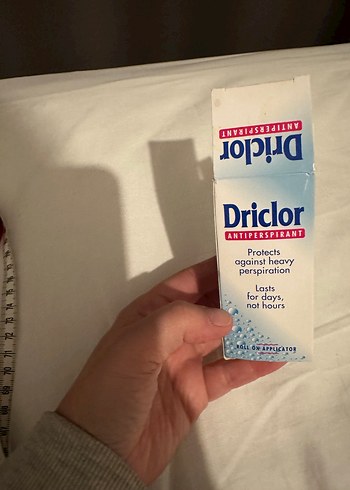 Driclor
ANTIPERSPIRANT
Driclor
ANTIPERSPIRANT
Protects
against heavy
perspiration
Lasts
for days,
not hours
ROLL ON APPLICATOR